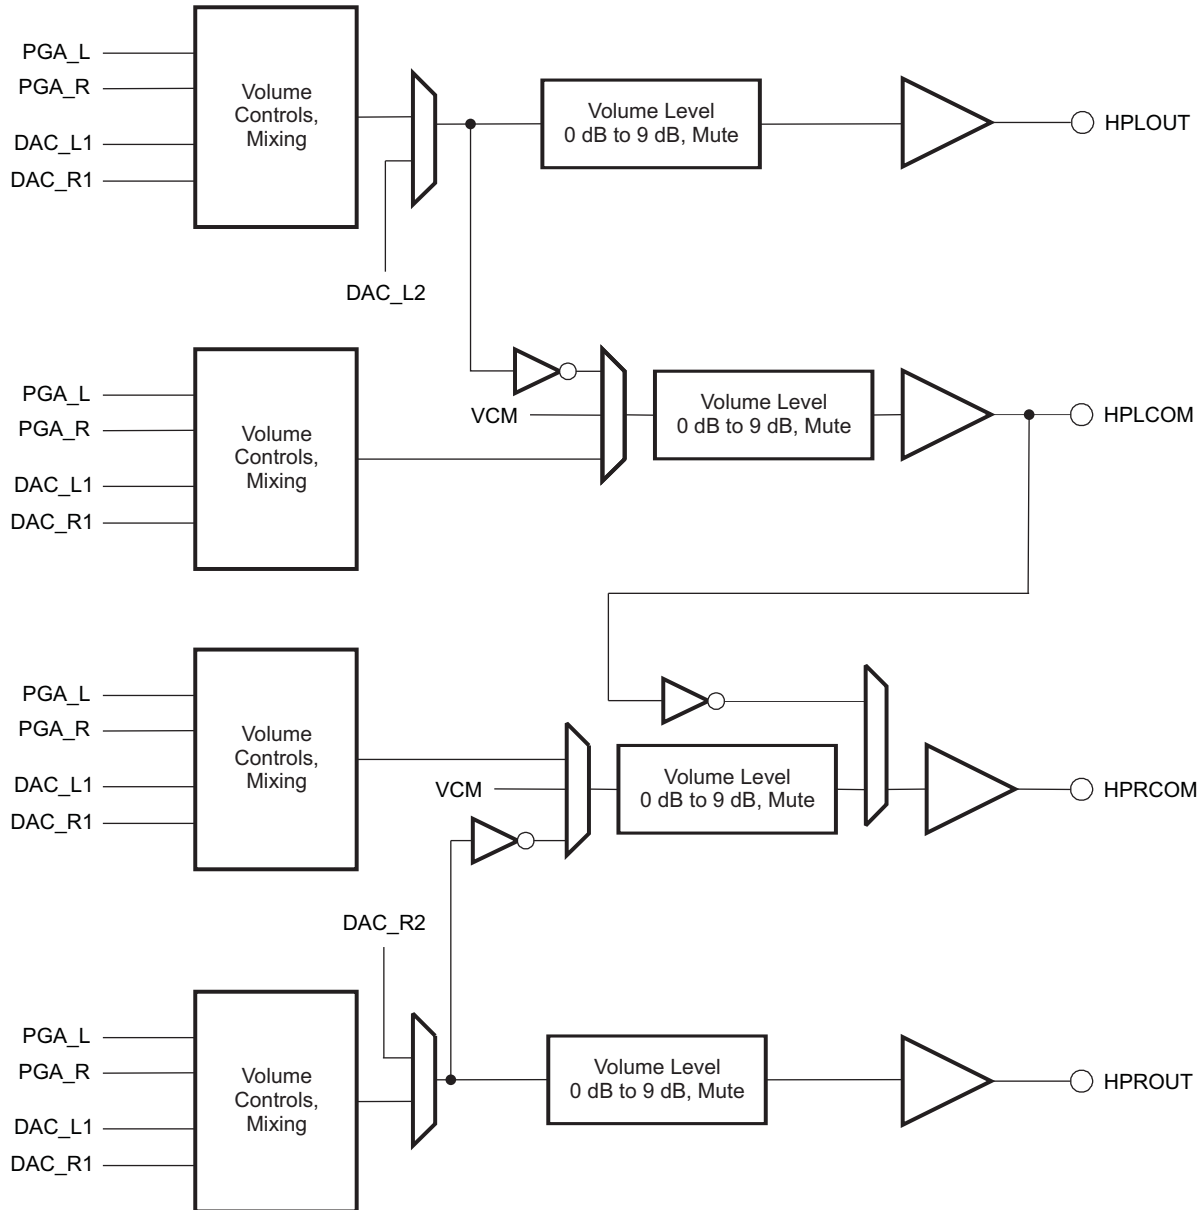 PGA_L
PGA_R
DAC_L1
DAC_R1
Volume
Controls,
Mixing
DAC_L2
Volume Level
0 dB to 9 dB, Mute
HPLOUT
PGA_L
PGA_R
DAC_L1
DAC_R1
Volume
Controls,
Mixing
VCM
Volume Level
0 dB to 9 dB, Mute
HPLCOM
PGA_L
PGA_R
DAC_L1
DAC_R1
Volume
Controls,
Mixing
VCM
Volume Level
0 dB to 9 dB, Mute
HPRCOM
DAC_R2
PGA_L
PGA_R
DAC_L1
DAC_R1
Volume
Controls,
Mixing
Volume Level
0 dB to 9 dB, Mute
HPROUT